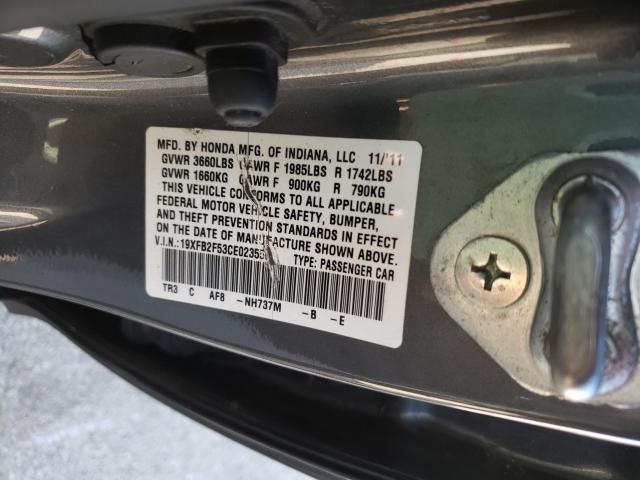 MFD. BY HONDA MFG. OF INDIANA, LLC 11/'11
GVWR 3660LBS GAWR F 1985LBS R 1742LBS
GVWR 1660KG GAWR F 900KG R 790KG
THIS VEHICLE CONFORMS TO ALL APPLICABLE
FEDERAL MOTOR VEHICLE SAFETY, BUMPER,
AND THEFT PREVENTION STANDARDS IN EFFECT
ON THE DATE OF MANUFACTURE SHOWN ABOVE.
V.I.N.: TYPE: PASSENGER CAR
TR3 C AF8 -NH737M -B -E